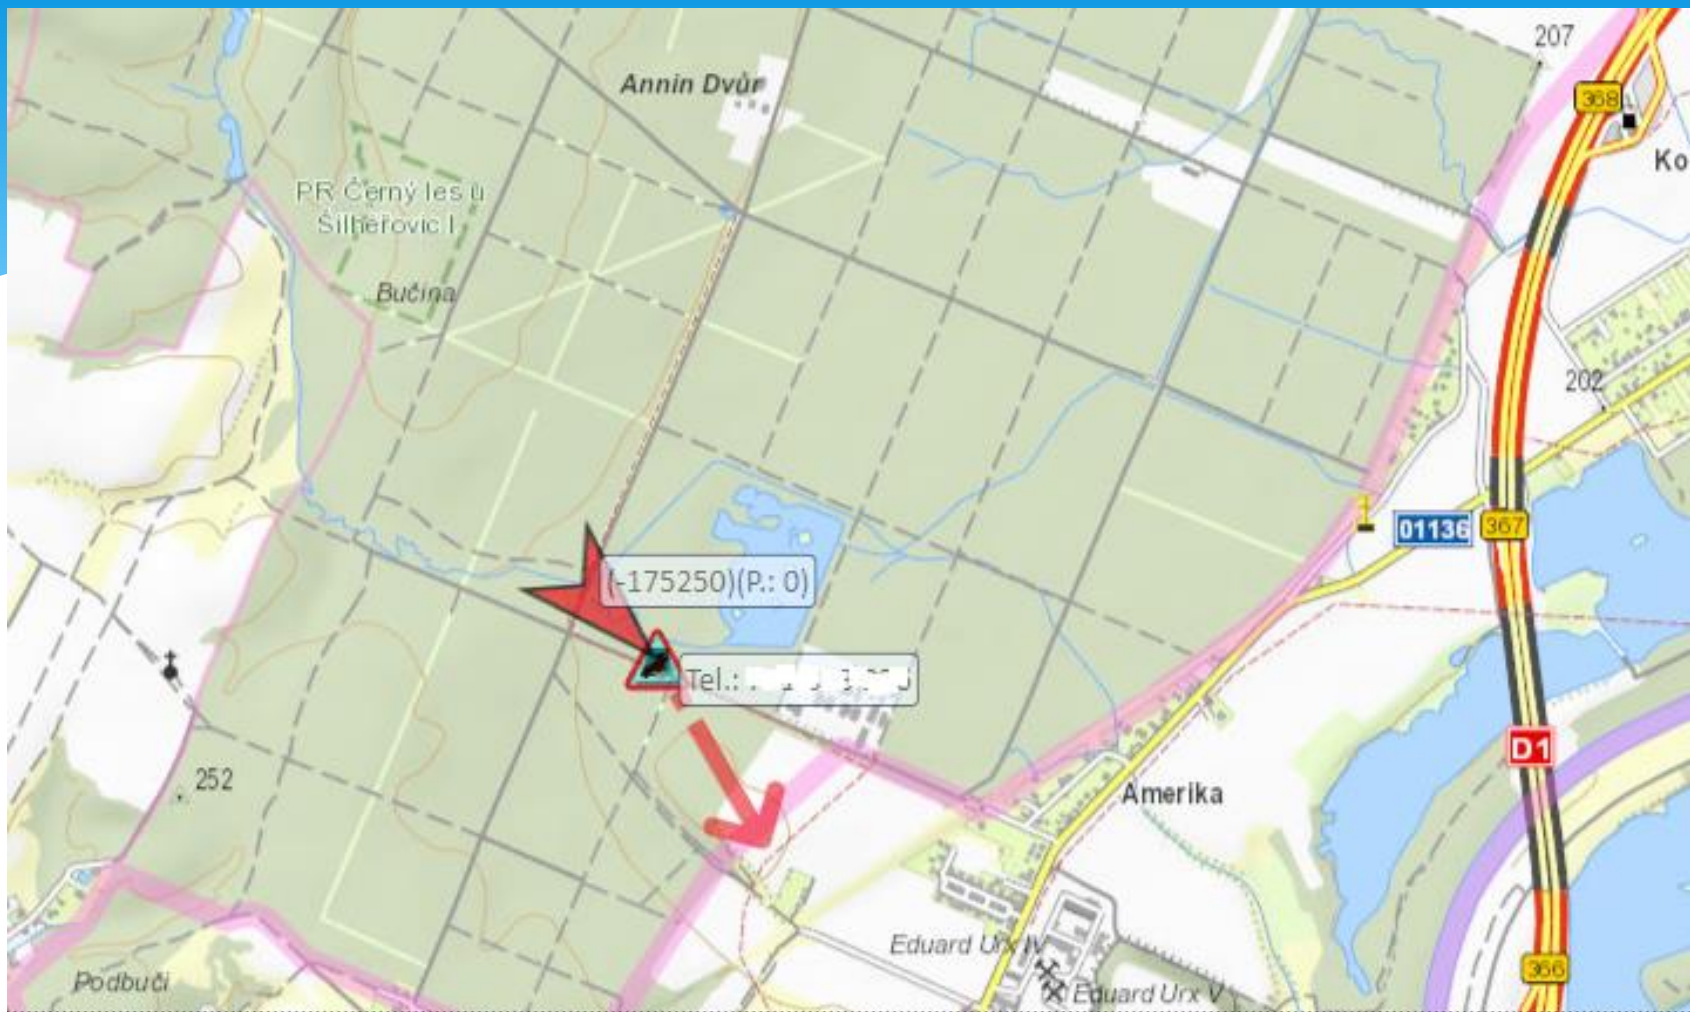 207
368
Annin Dvůr
Ko
PR Černý les u
Šilheřovic I
Bučina
202
1
01136
367
(-175250)(P.: 0)
Tel.:
D1
252
Amerika
Eduard Urx IV
366
Podbučí
Eduard Urx V